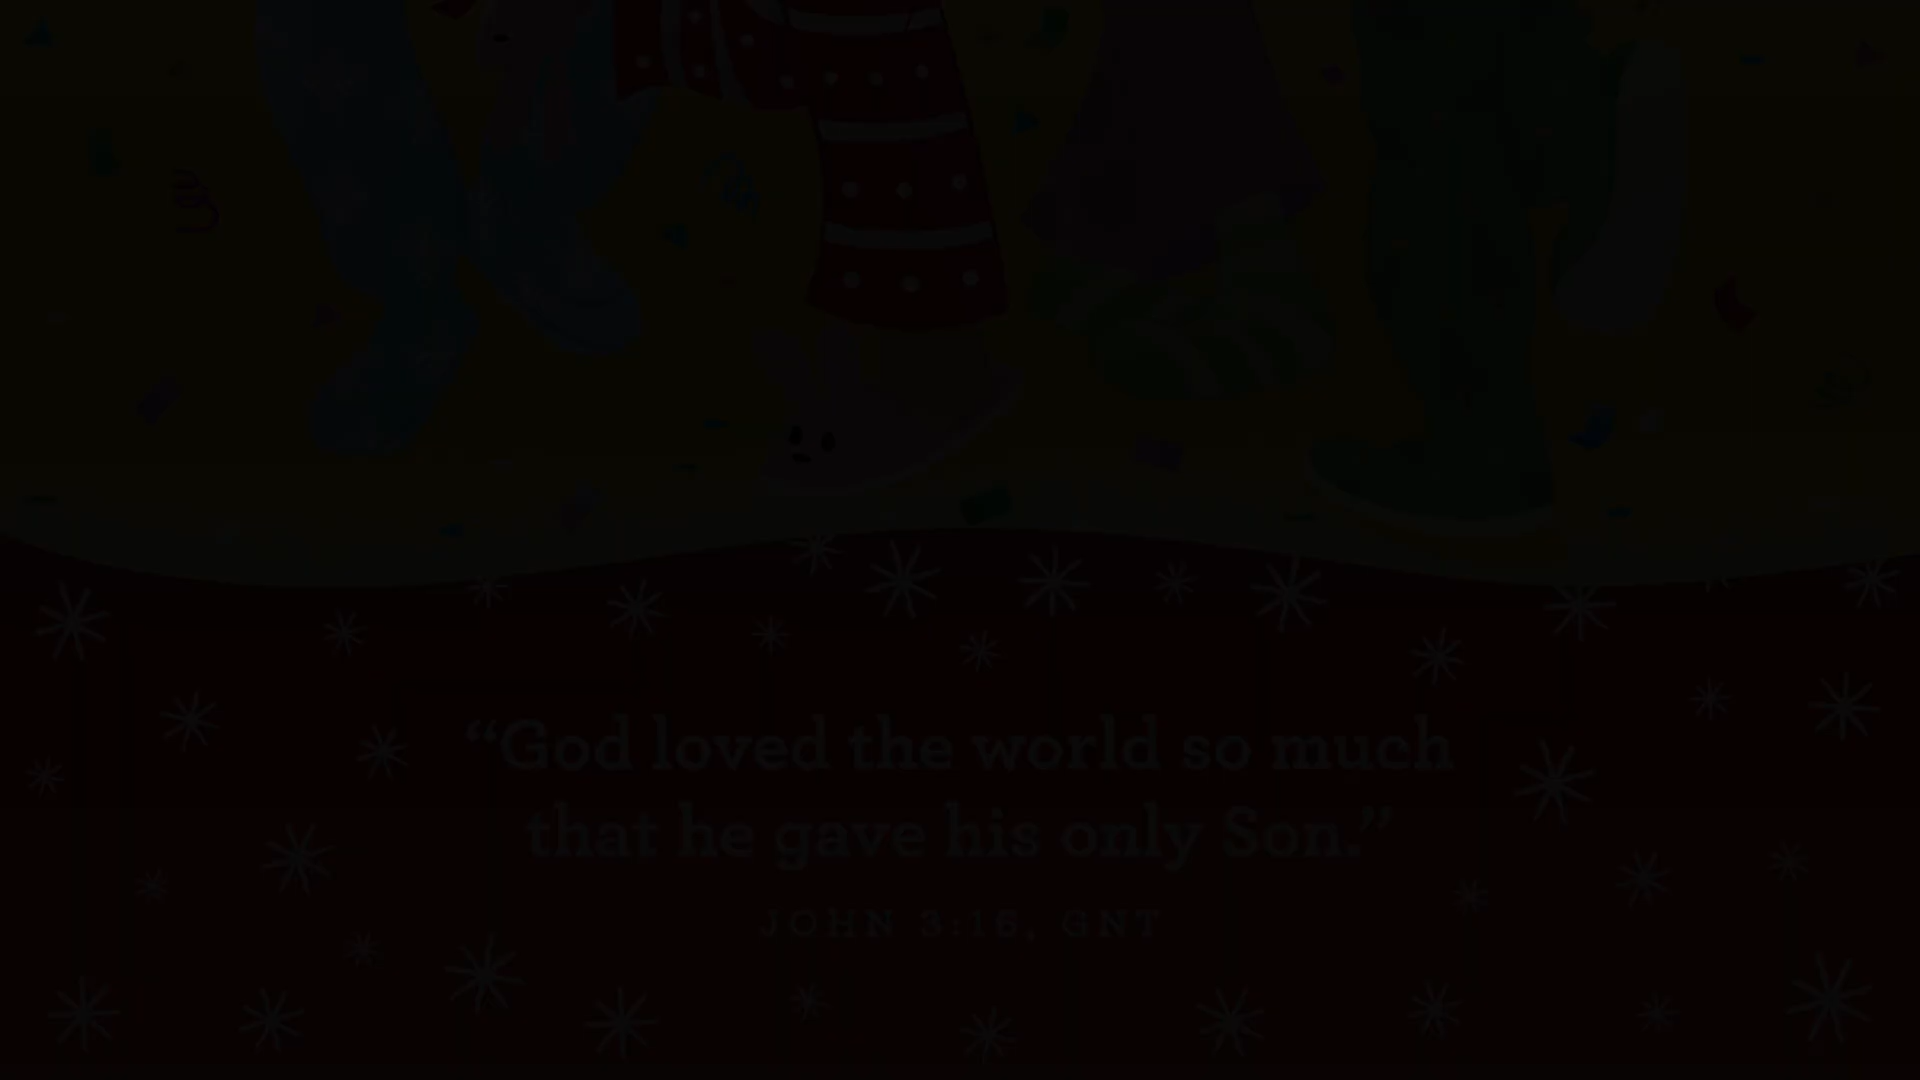 “God loved the world so much
that he gave his only Son.”
JOHN 3:16, GNT